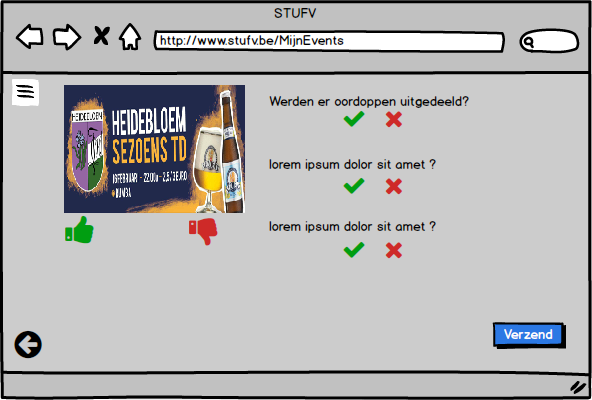 STUFV
http://www.stufv.be/MijnEvents
HEIDEBLOEM
HEIDEBLOEM
SEZOENS TD
Werden er oordoppen uitgedeeld?
lorem ipsum dolor sit amet ?
lorem ipsum dolor sit amet ?
Verzend